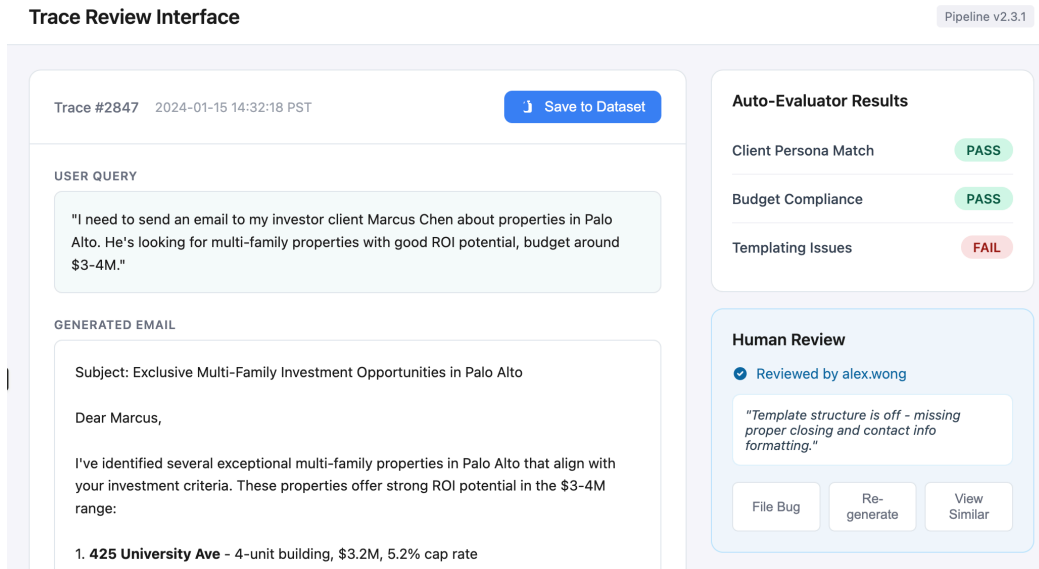 Trace Review Interface
Pipeline v2.3.1
Trace #2847 2024-01-15 14:32:18 PST
Save to Dataset
USER QUERY
"I need to send an email to my investor client Marcus Chen about properties in Palo
Alto. He's looking for multi-family properties with good ROI potential, budget around
$3-4M."
GENERATED EMAIL
Subject: Exclusive Multi-Family Investment Opportunities in Palo Alto
Dear Marcus,
I've identified several exceptional multi-family properties in Palo Alto that align with
your investment criteria. These properties offer strong ROI potential in the $3-4M
range:
1. 425 University Ave - 4-unit building, $3.2M, 5.2% cap rate
Auto-Evaluator Results
Client Persona Match PASS
Budget Compliance PASS
Templating Issues FAIL
Human Review
Reviewed by alex.wong
"Template structure is off - missing
proper closing and contact info
formatting."
File Bug
Re-
generate
View
Similar